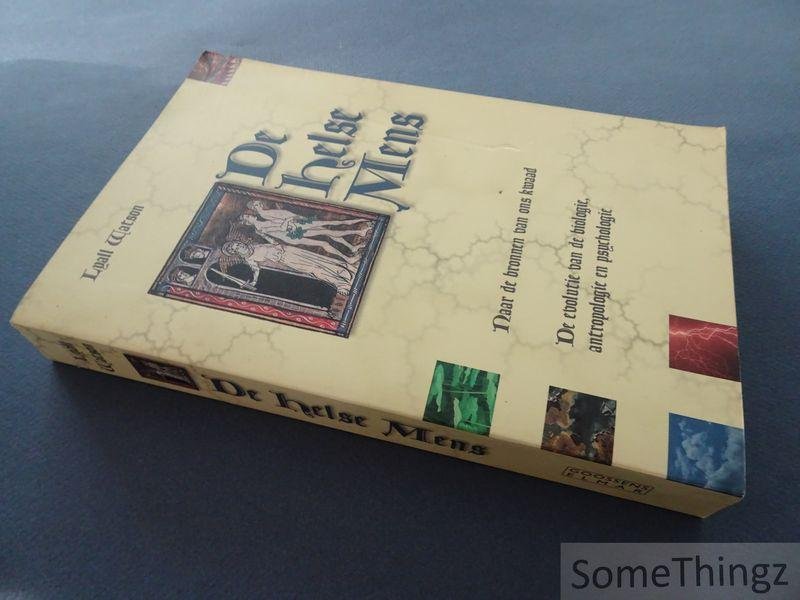 Lyall Watson
De
Helse
Mens
Naar de bronnen van ons kwaad
De evolutie van de biologie,
antropologie en psychologie
Lyall
Watson
De Helse Mens
GOOSSENS
ELMAR
SomeThingz